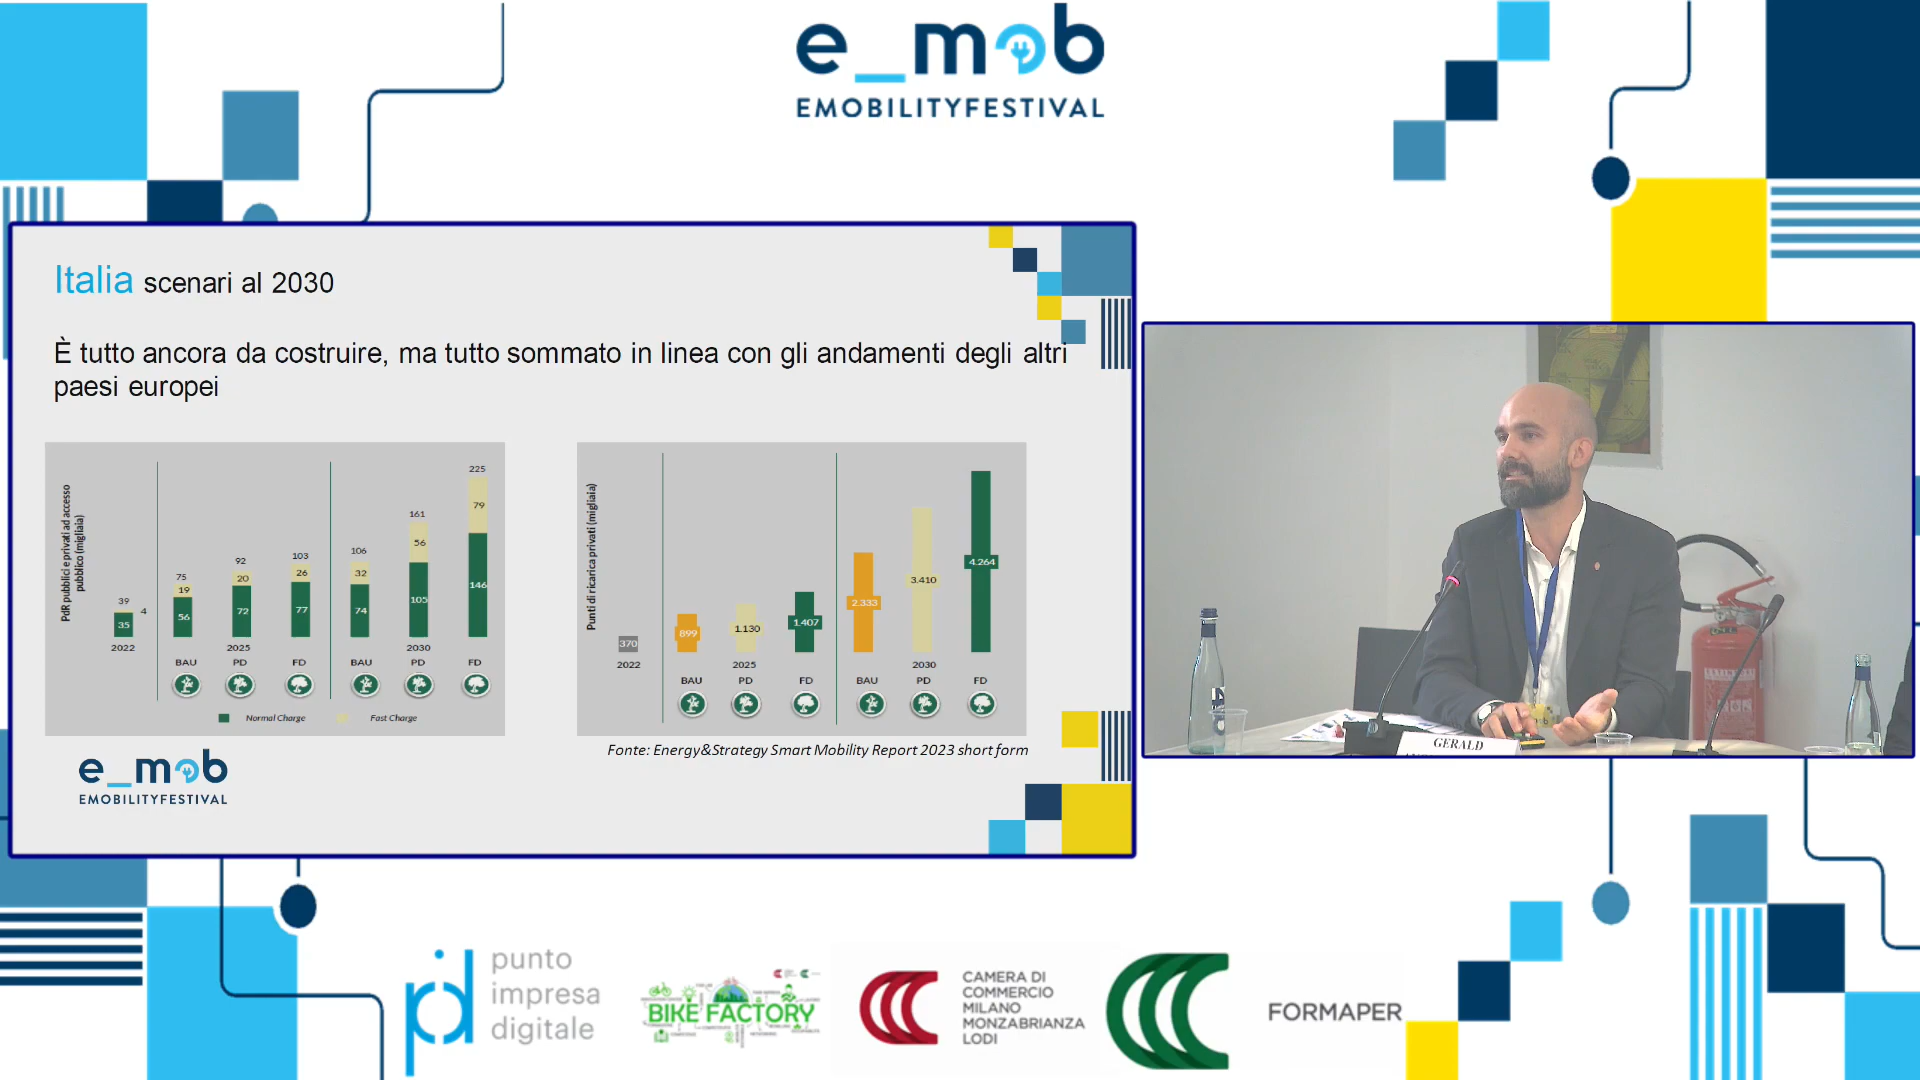 e_mob
EMOBILITYFESTIVAL
Italia scenari al 2030
È tutto ancora da costruire, ma tutto sommato in linea con gli andamenti degli altri
paesi europei
PdR pubblici e privati ad accesso
pubblico (migliaia)
39
4
35
2022
75
19
56
92
20
72
103
26
77
2025
BAU
PD
FD
106
32
74
161
56
105
225
79
146
2030
BAU
PD
FD
Normal Charge
Fast Charge
Punti di ricarica privati (migliaia)
370
2022
899
1.130
1.407
2025
BAU
PD
FD
2.333
3.410
4.264
2030
BAU
PD
FD
Fonte: Energy&Strategy Smart Mobility Report 2023 short form
e_mob
EMOBILITYFESTIVAL
GERALD
punto
impresa
digitale
BIKE FACTORY
CAMERA DI
COMMERCIO
MILANO
MONZABRIANZA
LODI
FORMAPER